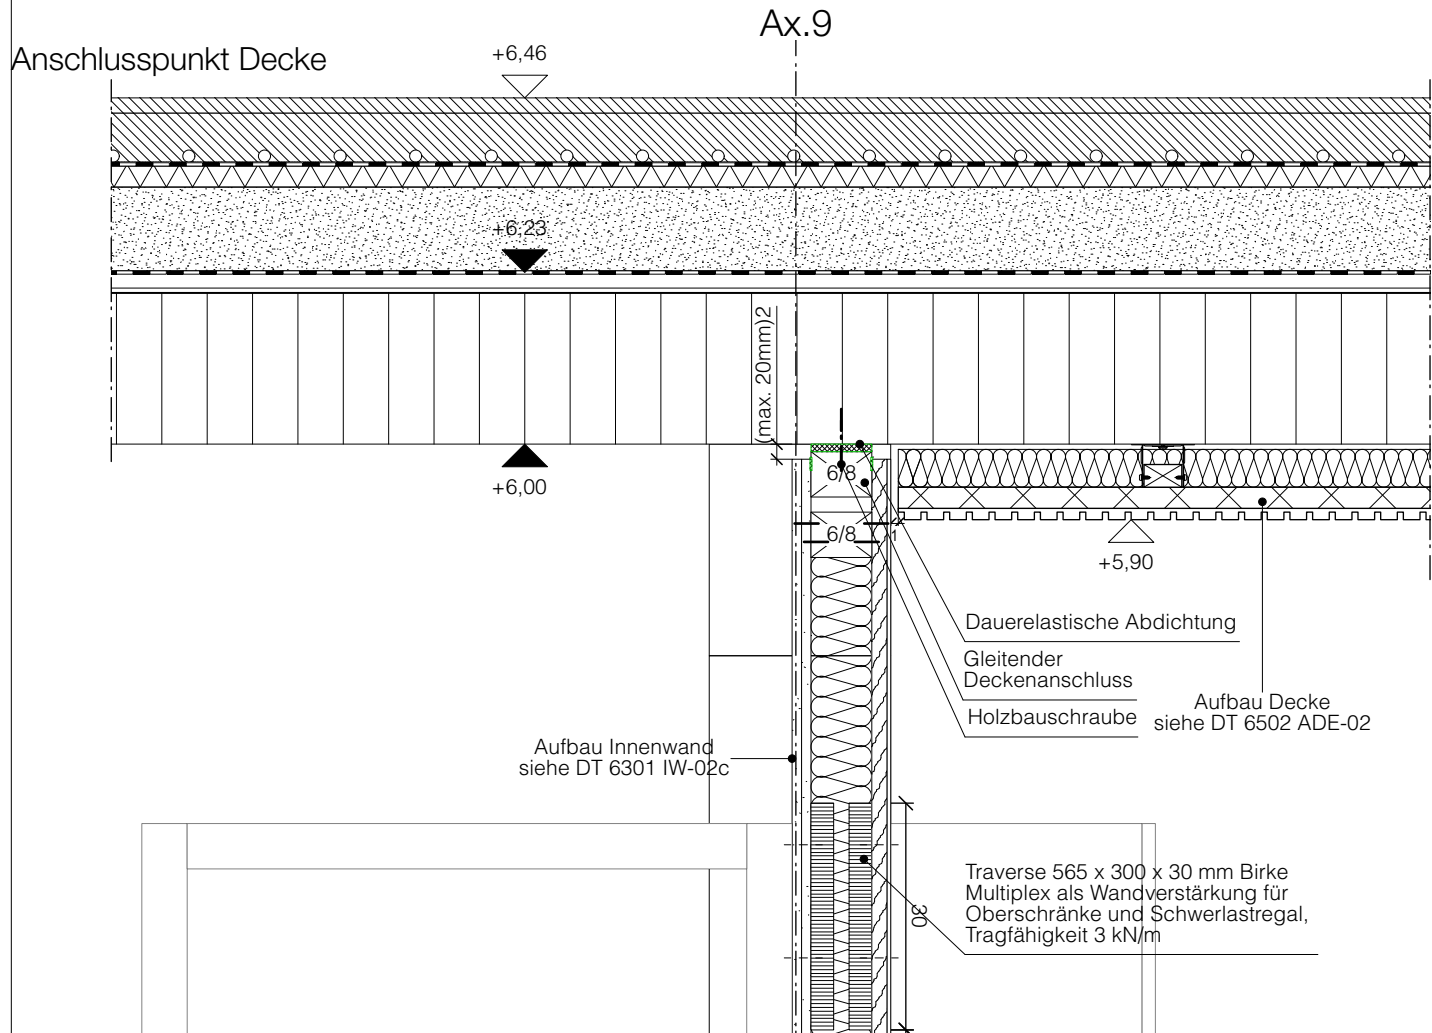 Ax.9
Anschlusspunkt Decke
+6,46
+6,23
(max. 20mm)2
+6,00
6/8
6/8
1
+5,90
Dauerelastische Abdichtung
Gleitender
Deckenanschluss
Holzbauschraube
Aufbau Decke
siehe DT 6502 ADE-02
Aufbau Innenwand
siehe DT 6301 IW-02c
30
Traverse 565 x 300 x 30 mm Birke
Multiplex als Wandverstärkung für
Oberschränke und Schwerlastregal,
Tragfähigkeit 3 kN/m